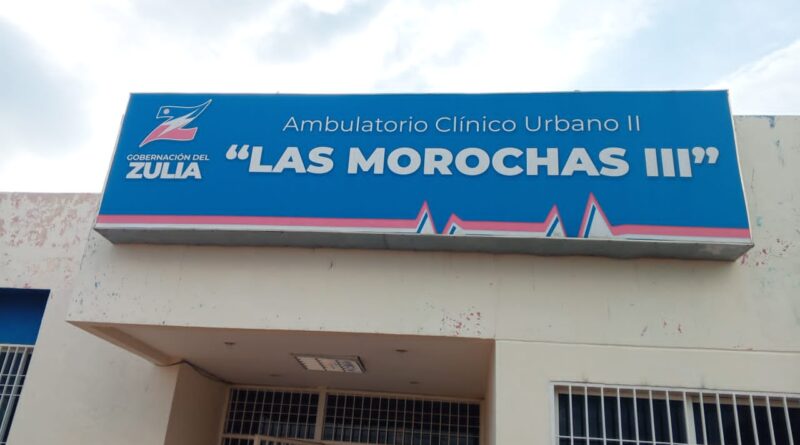 GOBERNACIÓN DEL
ZULIA
Ambulatorio Clínico Urbano II
“LAS MOROCHAS III”